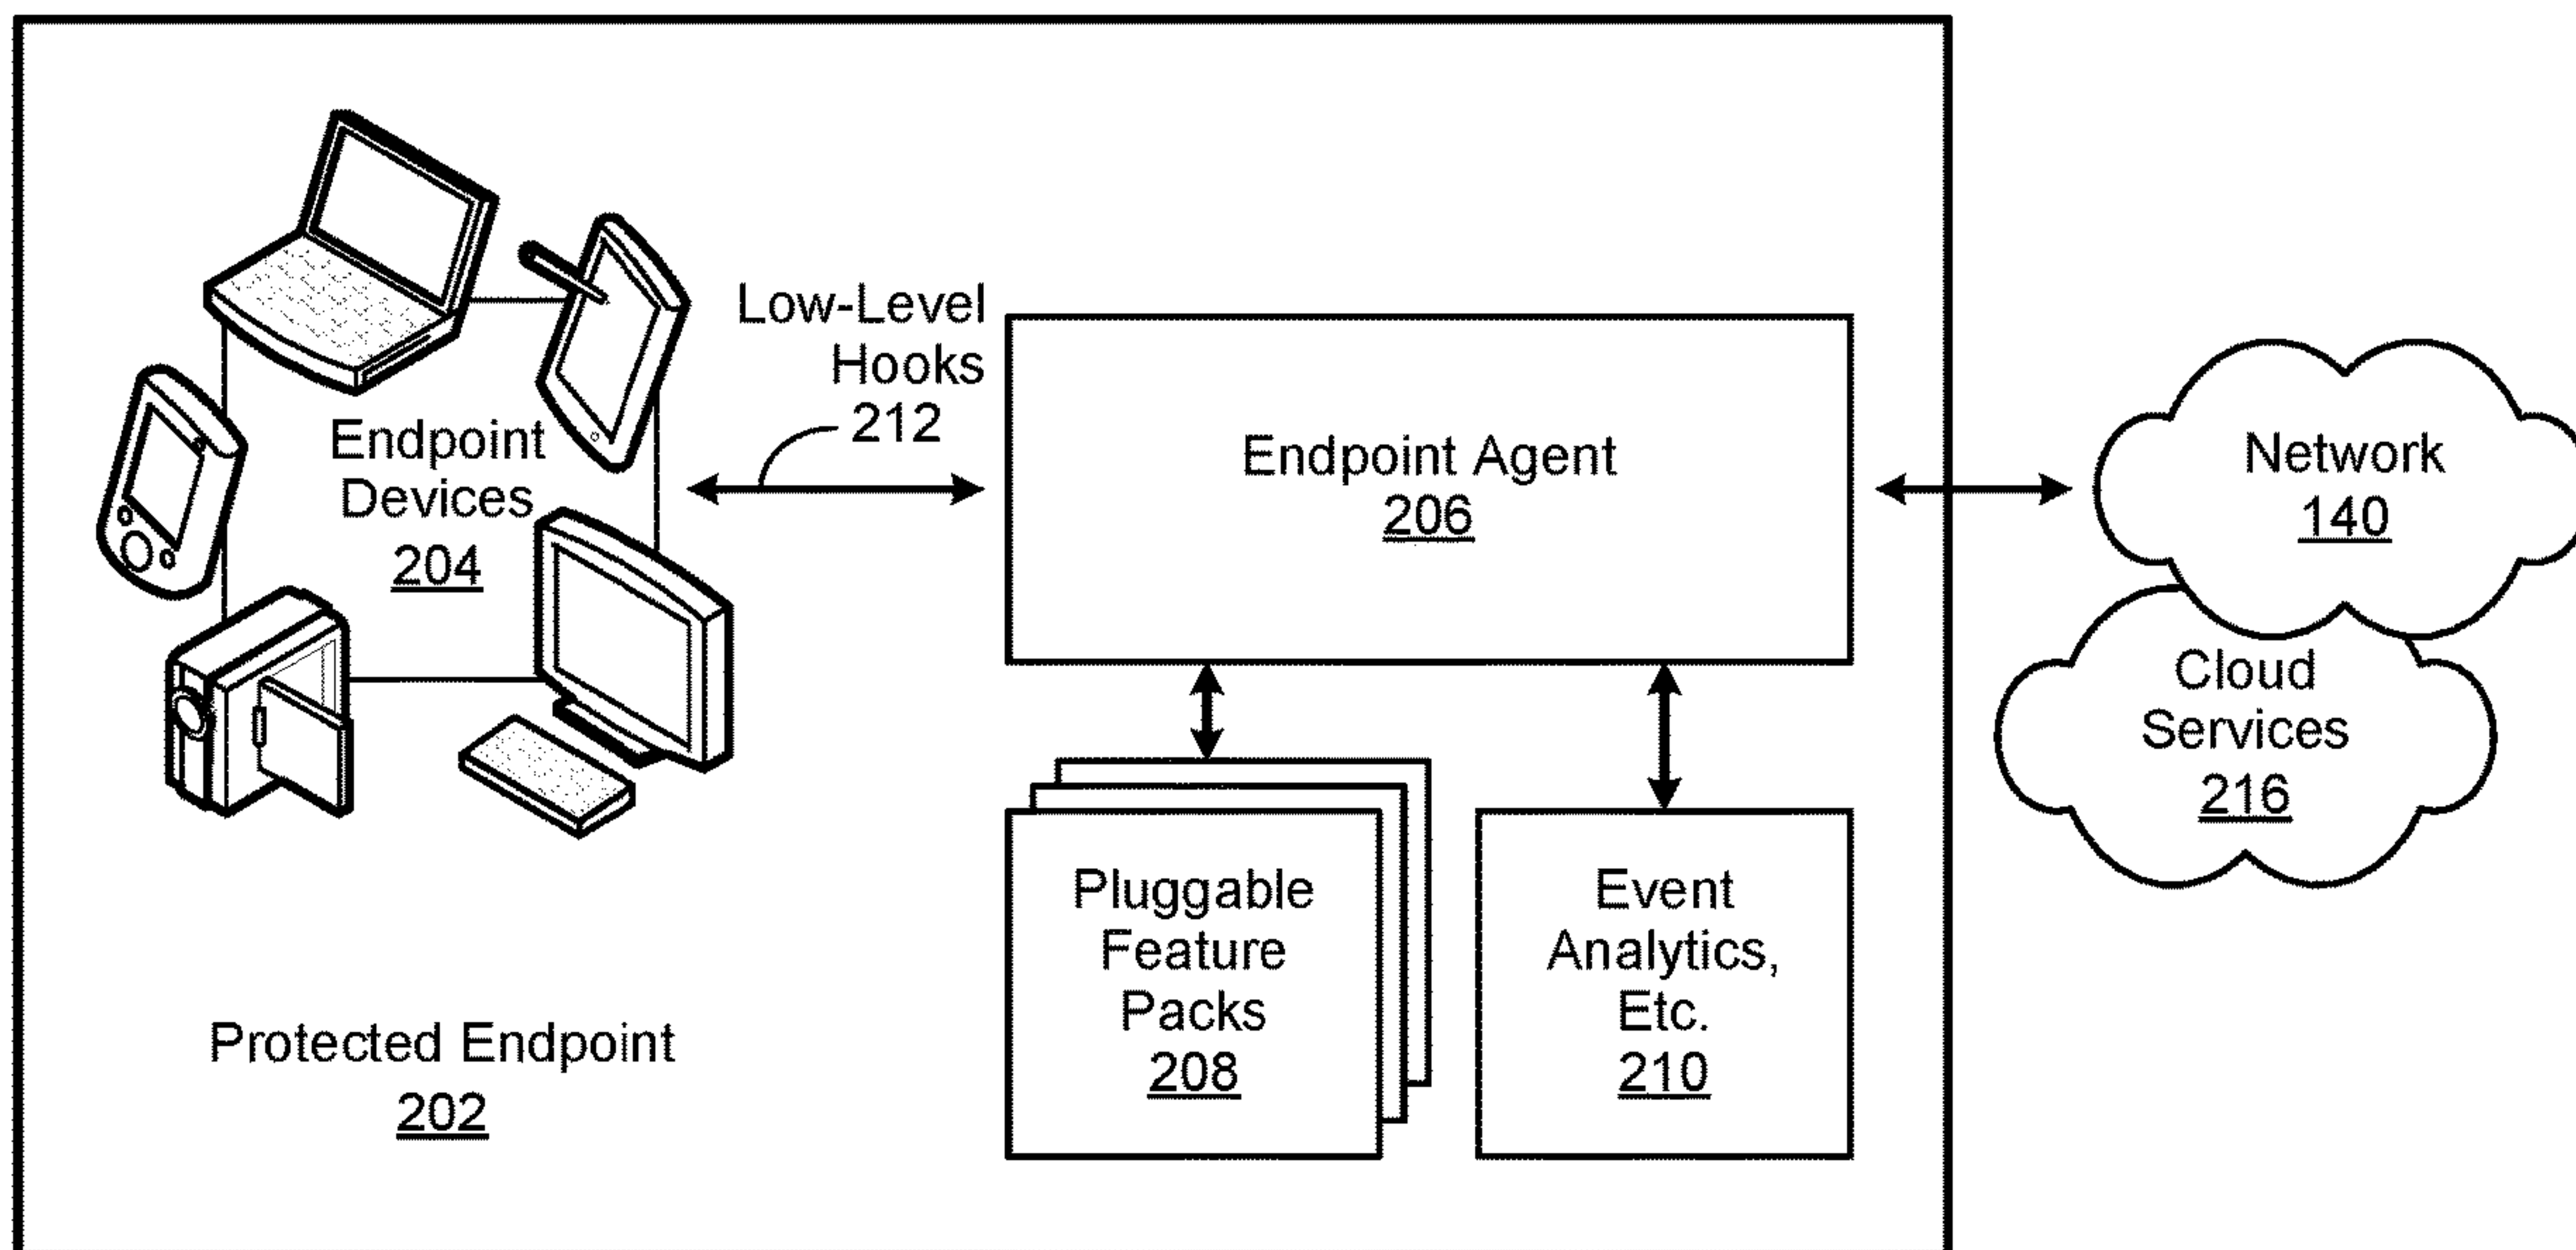 Low-Level
Hooks
212
Endpoint
Devices
204
Endpoint Agent
206
Network
140
Cloud
Services
216
Pluggable
Feature
Packs
208
Event
Analytics,
Etc.
210
Protected Endpoint
202